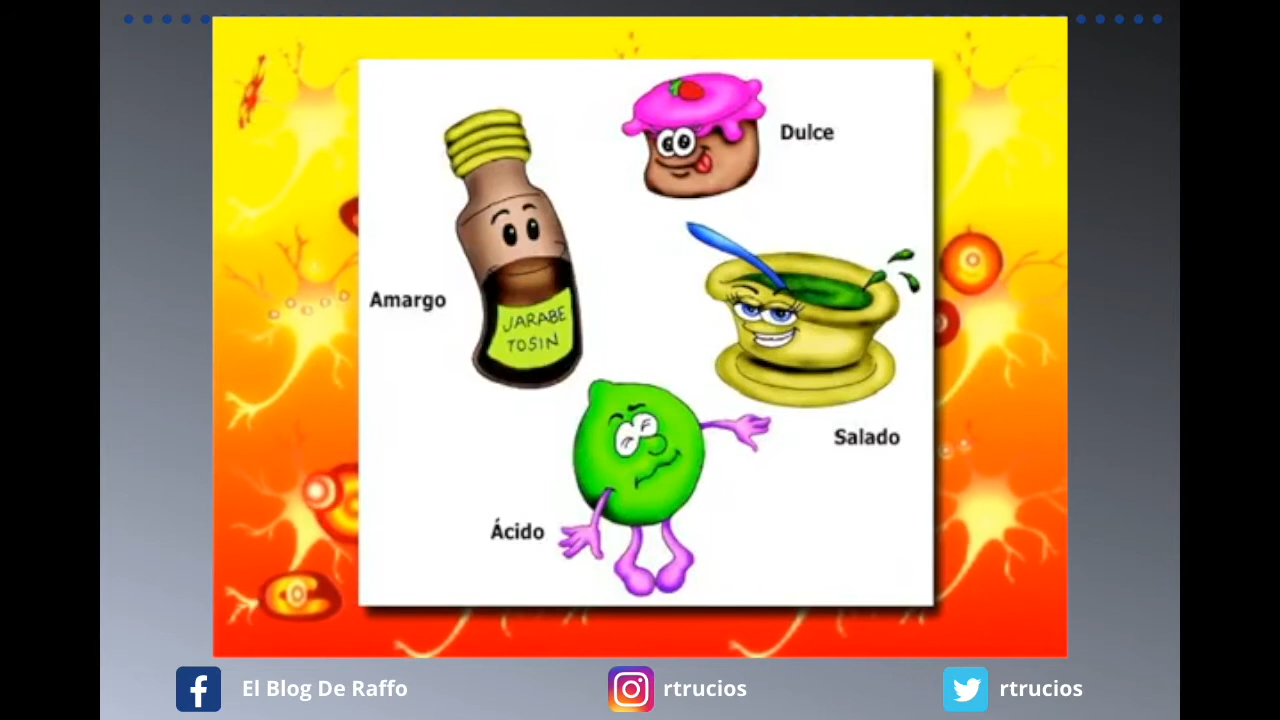 Dulce
Amargo
JARABE
TOSIN
Salado
Ácido
El Blog De Raffo
rtrucios
rtrucios